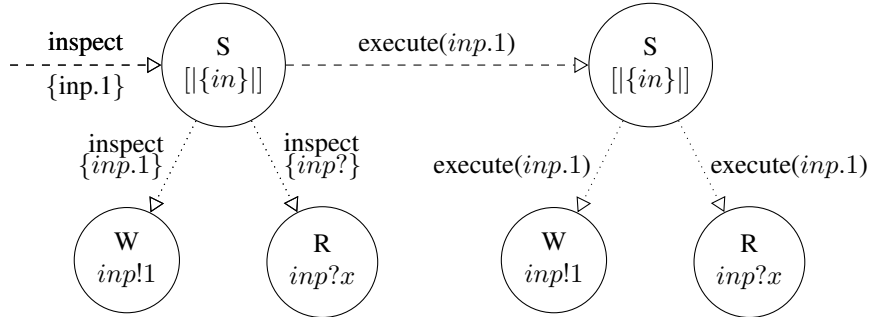 inspect
{inp.1}
S
[|{in}|]
execute(inp.1)
S
[|{in}|]
inspect
{inp.1}
inspect
{inp?}
execute(inp.1)
execute(inp.1)
W
inp!1
R
inp?x
W
inp!1
R
inp?x